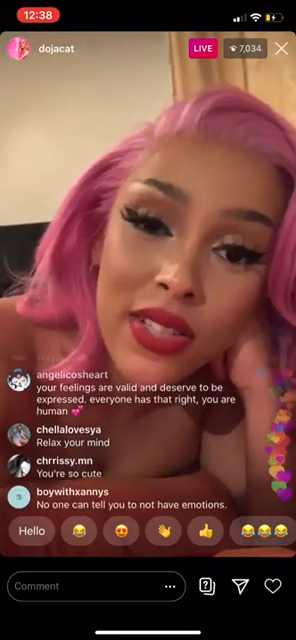 12:38
dojacat
LIVE
7,034
angelicosheart
your feelings are valid and deserve to be
expressed. everyone has that right, you are
human 💕
chellalovesya
Relax your mind
chrrissy.mn
You're so cute
boywithxannys
No one can tell you to not have emotions.
Hello 😂 😍 👋 👍 😂😂😂
Comment